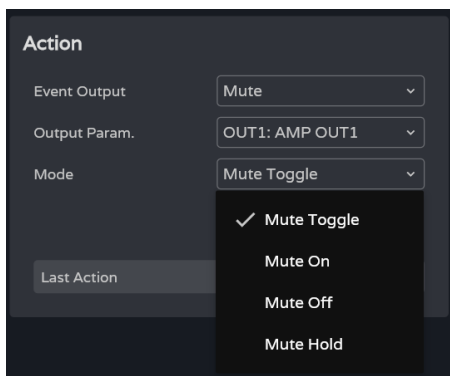 Action
Event Output Mute
Output Param. OUT1: AMP OUT1
Mode Mute Toggle
Mute Toggle
Mute On
Last Action
Mute Off
Mute Hold